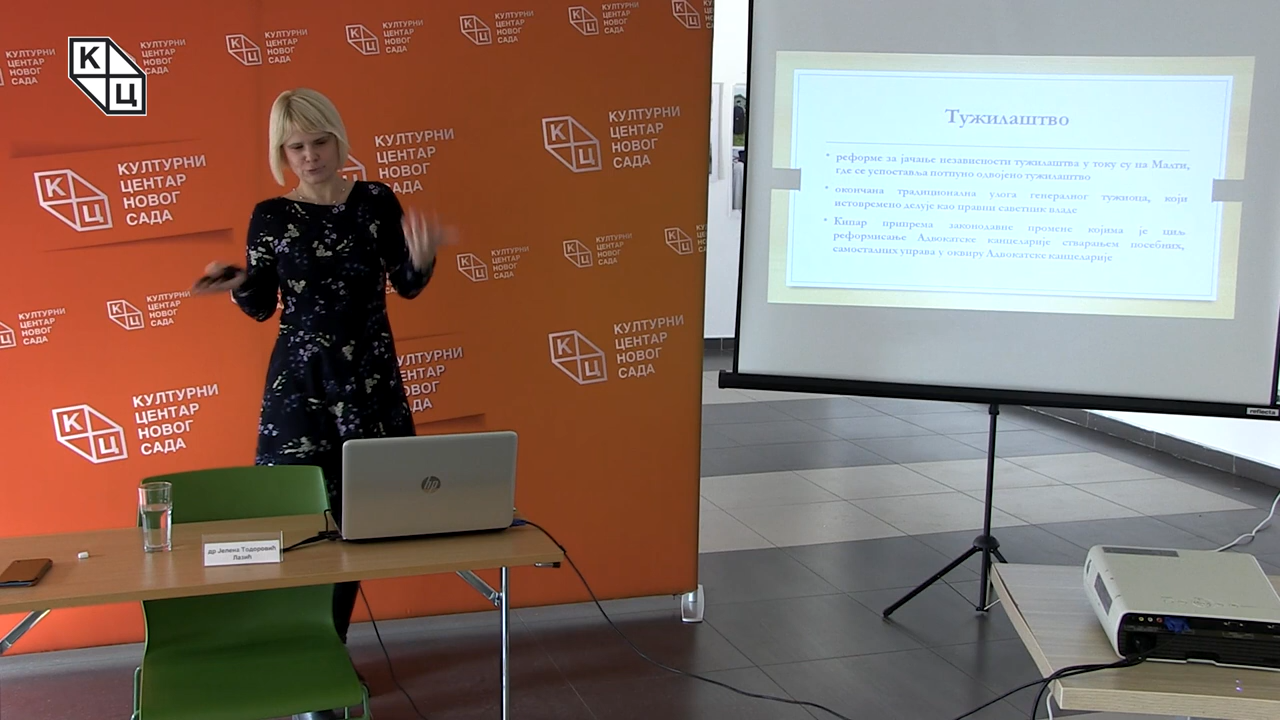 КЦ
КУЛТУРНИ
ЦЕНТАР
НОВОГ
САДА
Тужилаштво
• реформе за јачање независности тужилаштва у току су на Малти,
где се успоставља потпуно одвојено тужилаштво
• окончана традиционална улога генералног тужиоца, који
истовремено делује као правни саветник владе
• Кипар припрема законодавне промене којима је циљ
реформисање Адвокатске канцеларије стварањем посебних,
самосталних управа у оквиру Адвокатске канцеларије
reflecta
hp
др Јелена Тодоровић
Лазић